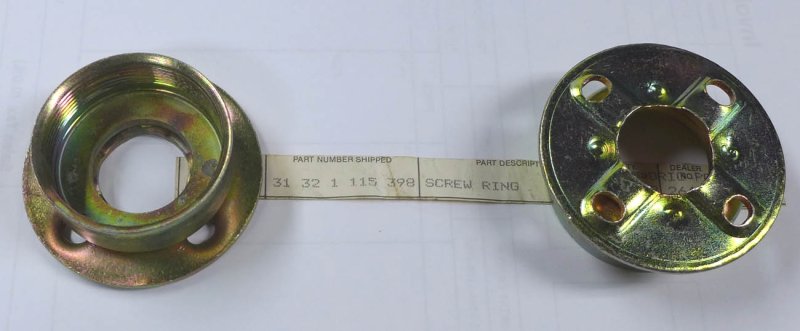 PART NUMBER SHIPPED PART DESCRIPT DEALER
31 32 1 115 398 SCREW RING